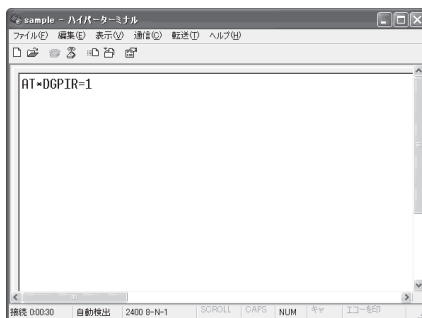 sample - ハイパーターミナル
ファイル(F) 編集(E) 表示(V) 通信(C) 転送(T) ヘルプ(H)
AT*DGPIR=1
接続 0:00:30 自動検出 2400 8-N-1 SCROLL CAPS NUM キャ エコーを印